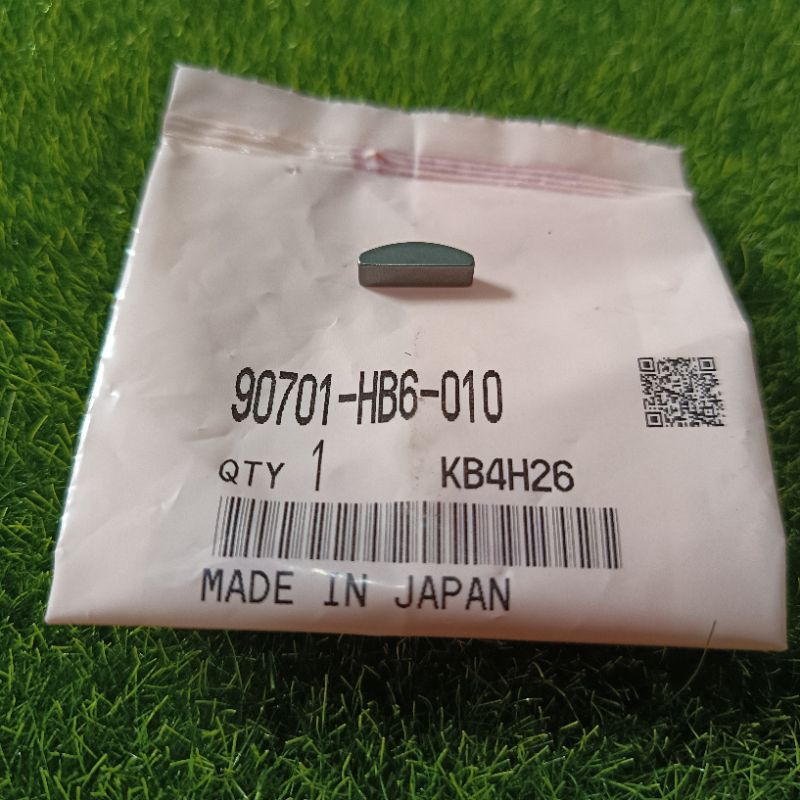 90701-HB6-010
QTY 1 KB4H26
MADE IN JAPAN